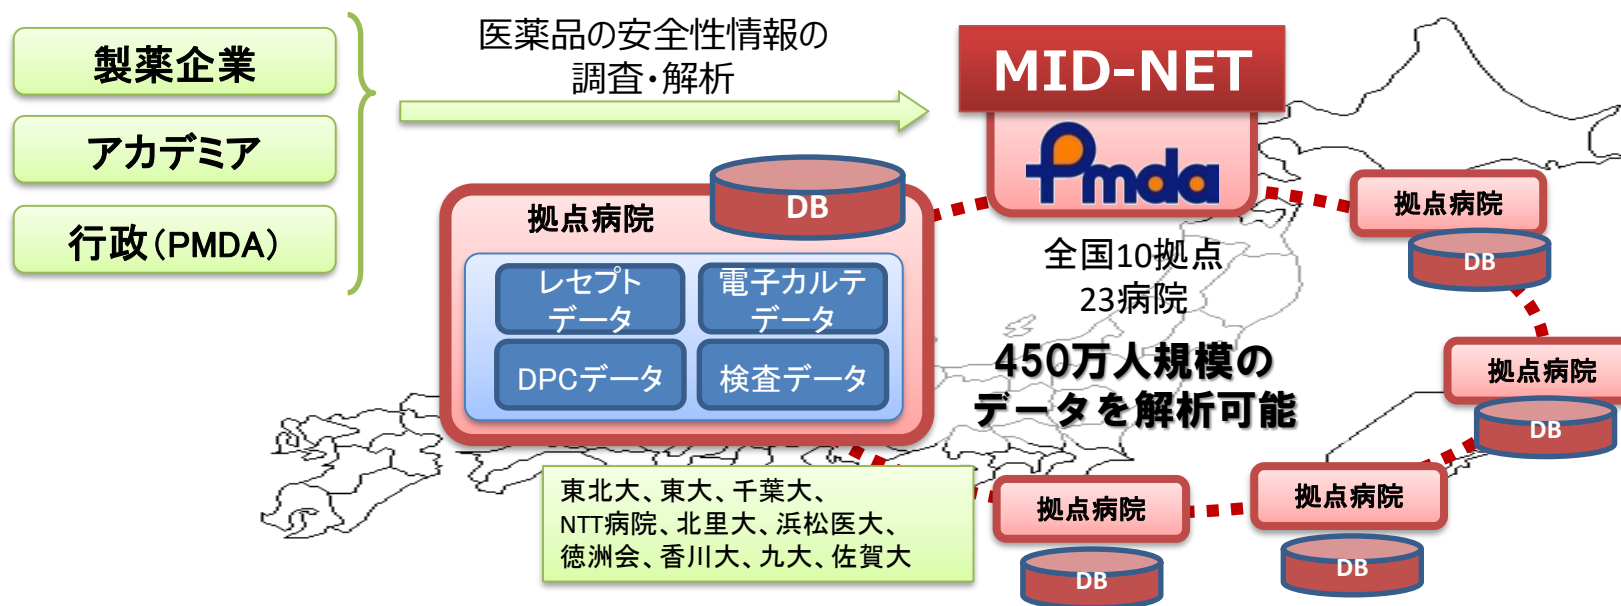 製薬企業
アカデミア
行政（PMDA）
医薬品の安全性情報の
調査・解析
MID-NET
Pmda
拠点病院
DB
レセプト
データ
電子カルテ
データ
DPCデータ
検査データ
全国10拠点
23病院
450万人規模の
データを解析可能
東北大、東大、千葉大、
NTT病院、北里大、浜松医大、
徳洲会、香川大、九大、佐賀大
拠点病院
DB
拠点病院
DB
拠点病院
DB
拠点病院
DB